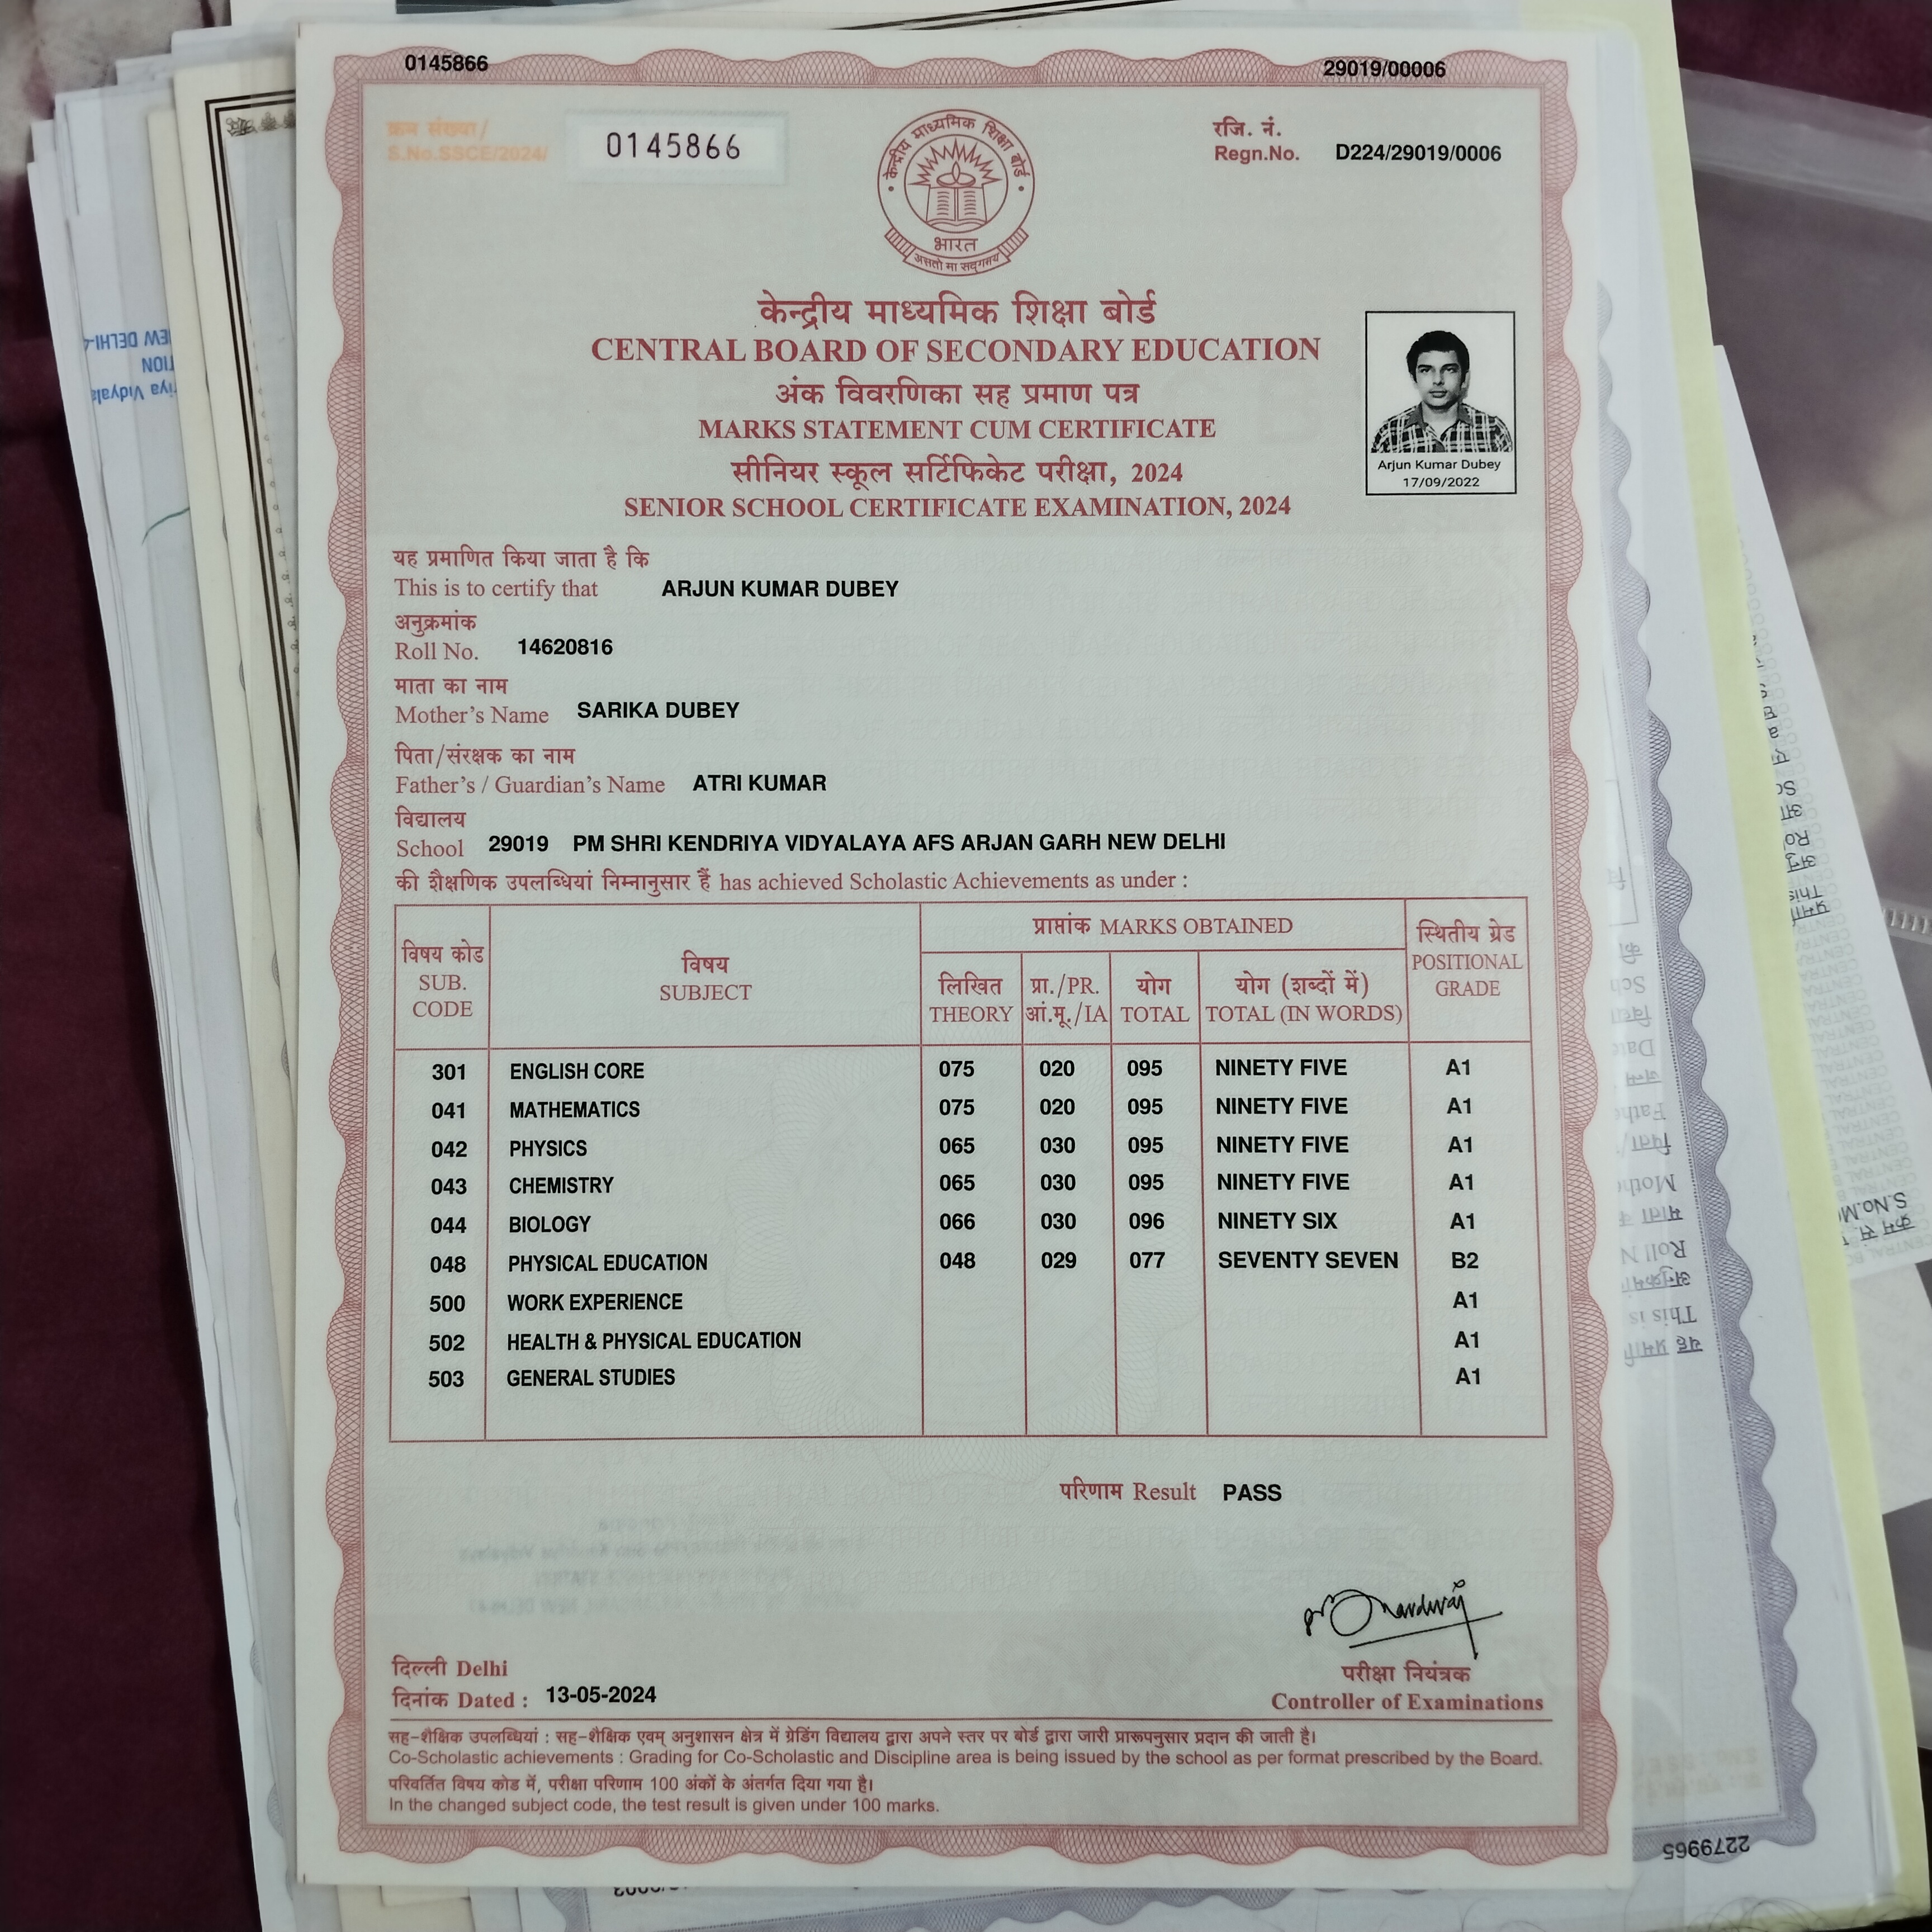 0145866 29019/00006
क्रम संख्या/
S.No.SSCE/2024/ 0145866
रजि. नं.
Regn.No. D224/29019/0006
केन्द्रीय माध्यमिक शिक्षा बोर्ड
भारत
असतो मा सद्गमय
केन्द्रीय माध्यमिक शिक्षा बोर्ड
CENTRAL BOARD OF SECONDARY EDUCATION
अंक विवरणिका सह प्रमाण पत्र
MARKS STATEMENT CUM CERTIFICATE
सीनियर स्कूल सर्टिफिकेट परीक्षा, 2024
SENIOR SCHOOL CERTIFICATE EXAMINATION, 2024
Arjun Kumar Dubey
17/09/2022
यह प्रमाणित किया जाता है कि
This is to certify that ARJUN KUMAR DUBEY
अनुक्रमांक
Roll No. 14620816
माता का नाम
Mother's Name SARIKA DUBEY
पिता/संरक्षक का नाम
Father's / Guardian's Name ATRI KUMAR
विद्यालय
School 29019 PM SHRI KENDRIYA VIDYALAYA AFS ARJAN GARH NEW DELHI
की शैक्षणिक उपलब्धियां निम्नानुसार हैं has achieved Scholastic Achievements as under :
विषय कोड
SUB.
CODE
विषय
SUBJECT
प्राप्तांक MARKS OBTAINED
लिखित
THEORY
प्रा./PR.
आं.मू./IA
योग
TOTAL
योग (शब्दों में)
TOTAL (IN WORDS)
स्थितीय ग्रेड
POSITIONAL
GRADE
301 ENGLISH CORE 075 020 095 NINETY FIVE A1
041 MATHEMATICS 075 020 095 NINETY FIVE A1
042 PHYSICS 065 030 095 NINETY FIVE A1
043 CHEMISTRY 065 030 095 NINETY FIVE A1
044 BIOLOGY 066 030 096 NINETY SIX A1
048 PHYSICAL EDUCATION 048 029 077 SEVENTY SEVEN B2
500 WORK EXPERIENCE A1
502 HEALTH & PHYSICAL EDUCATION A1
503 GENERAL STUDIES A1
परिणाम Result PASS
दिल्ली Delhi
दिनांक Dated : 13-05-2024
परीक्षा नियंत्रक
Controller of Examinations
सह-शैक्षिक उपलब्धियां : सह-शैक्षिक एवम् अनुशासन क्षेत्र में ग्रेडिंग विद्यालय द्वारा अपने स्तर पर बोर्ड द्वारा जारी प्रारूपनुसार प्रदान की जाती है।
Co-Scholastic achievements : Grading for Co-Scholastic and Discipline area is being issued by the school as per format prescribed by the Board.
परिवर्तित विषय कोड में, परीक्षा परिणाम 100 अंकों के अंतर्गत दिया गया है।
In the changed subject code, the test result is given under 100 marks.
2279965